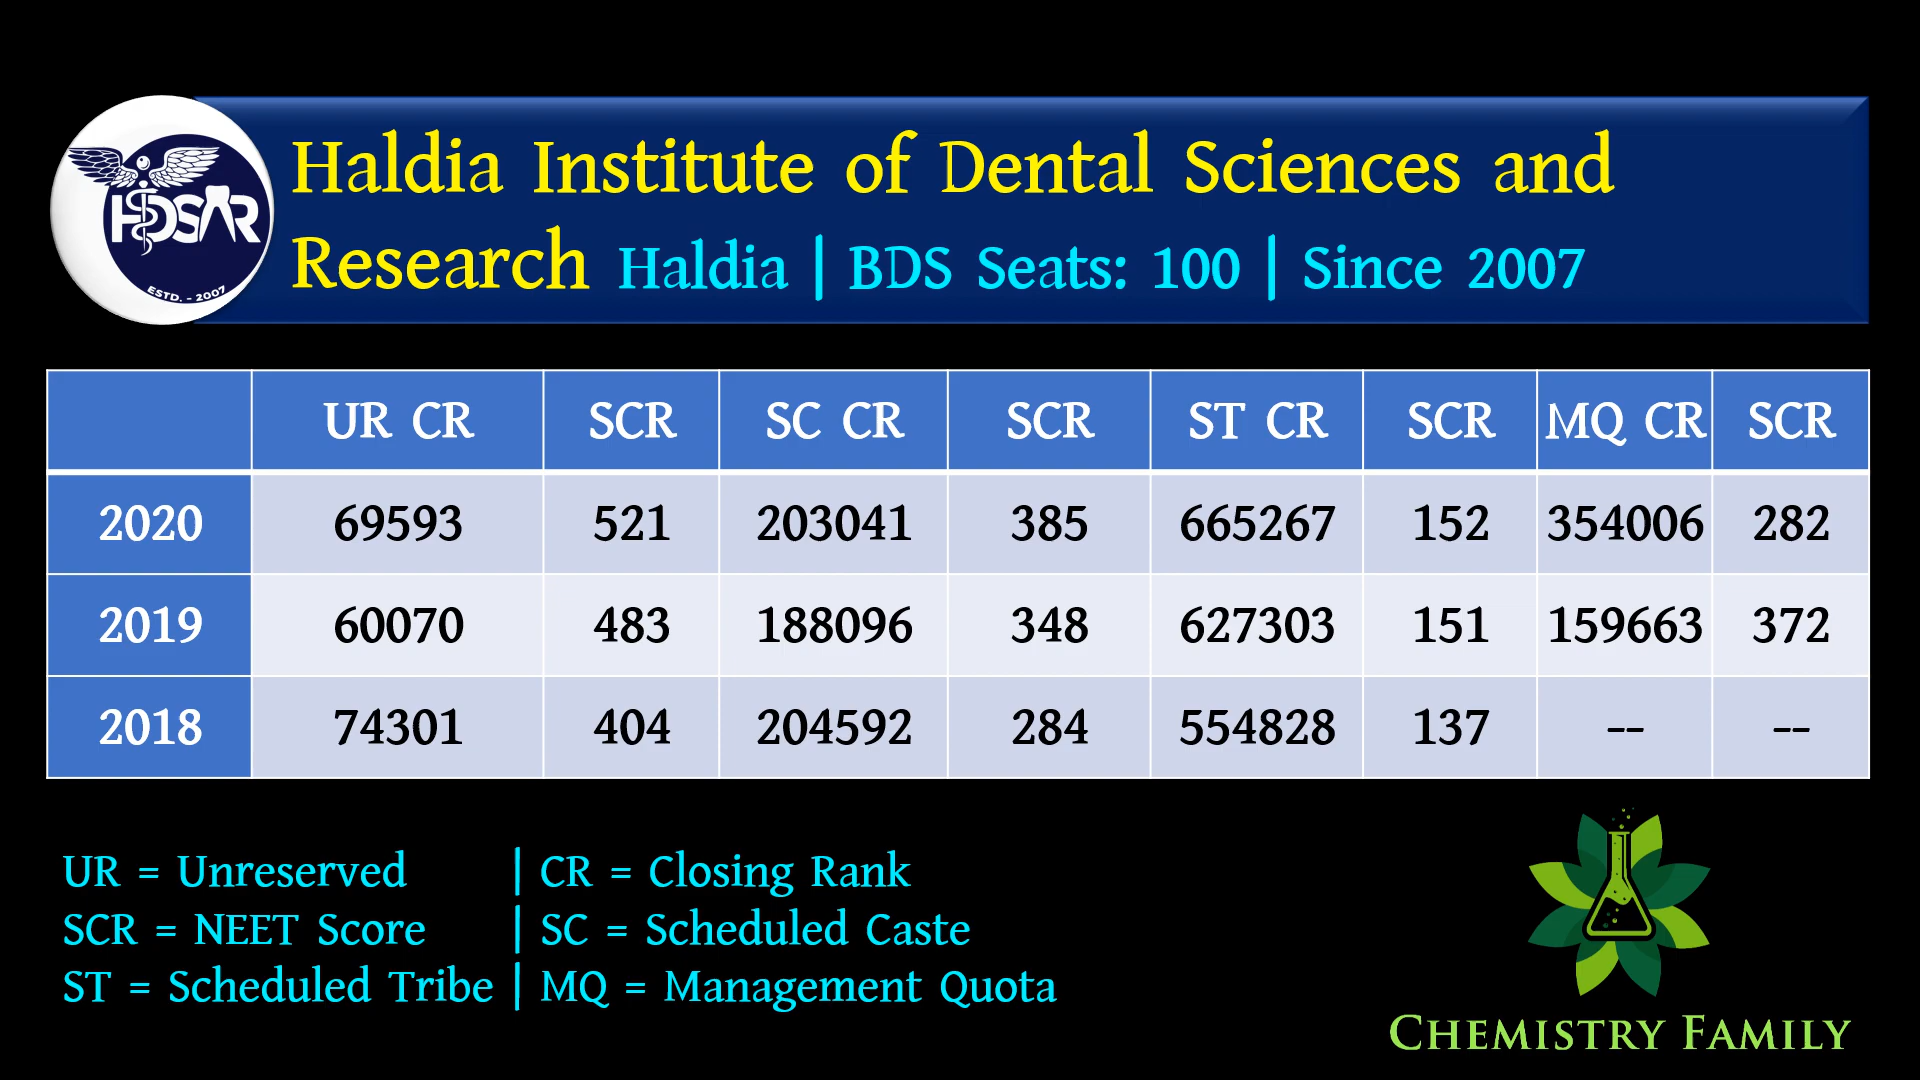 HIDSAR
ESTD. - 2007
Haldia Institute of Dental Sciences and
Research Haldia | BDS Seats: 100 | Since 2007
UR CR SCR SC CR SCR ST CR SCR MQ CR SCR
2020 69593 521 203041 385 665267 152 354006 282
2019 60070 483 188096 348 627303 151 159663 372
2018 74301 404 204592 284 554828 137 -- --
UR = Unreserved | CR = Closing Rank
SCR = NEET Score | SC = Scheduled Caste
ST = Scheduled Tribe | MQ = Management Quota
CHEMISTRY FAMILY